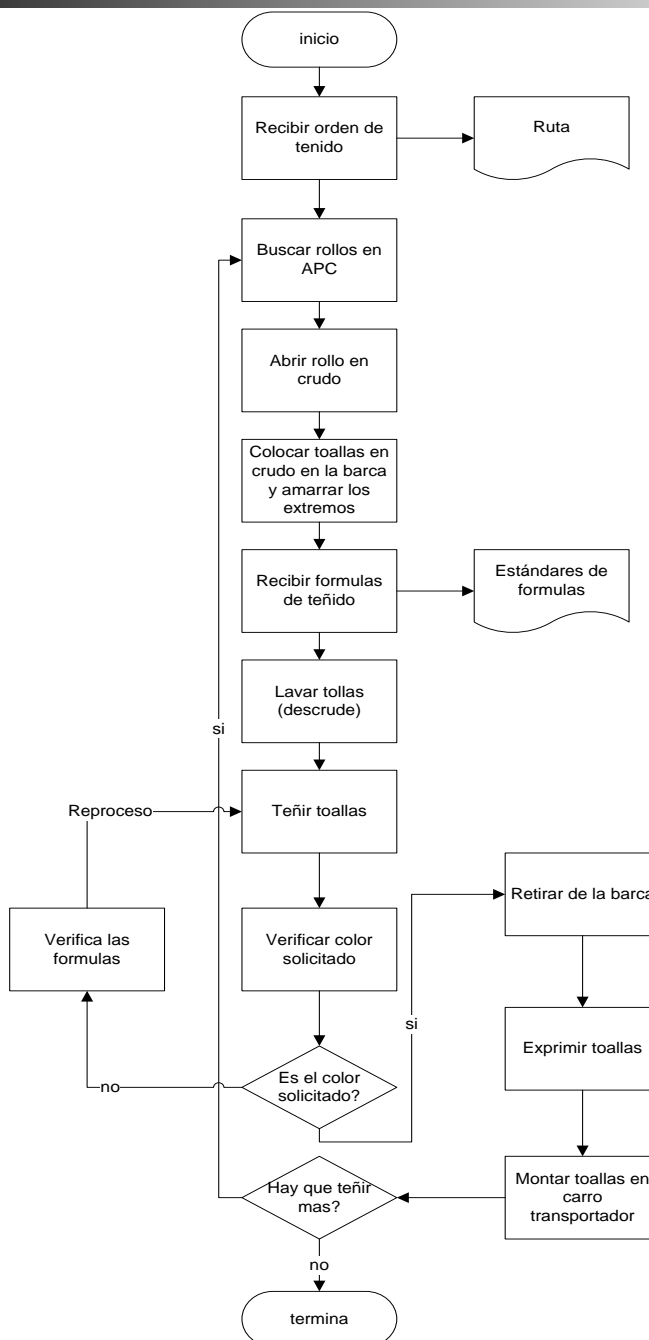 inicio
Recibir orden de
tenido
Ruta
Buscar rollos en
APC
Abrir rollo en
crudo
Colocar toallas en
crudo en la barca
y amarrar los
extremos
Recibir formulas
de teñido
Estándares de
formulas
Lavar tollas
(descrude)
si
Reproceso
Teñir toallas
Retirar de la barca
Verifica las
formulas
Verificar color
solicitado
si
Exprimir toallas
Es el color
solicitado?
no
Hay que teñir
mas?
Montar toallas en
carro
transportador
no
termina